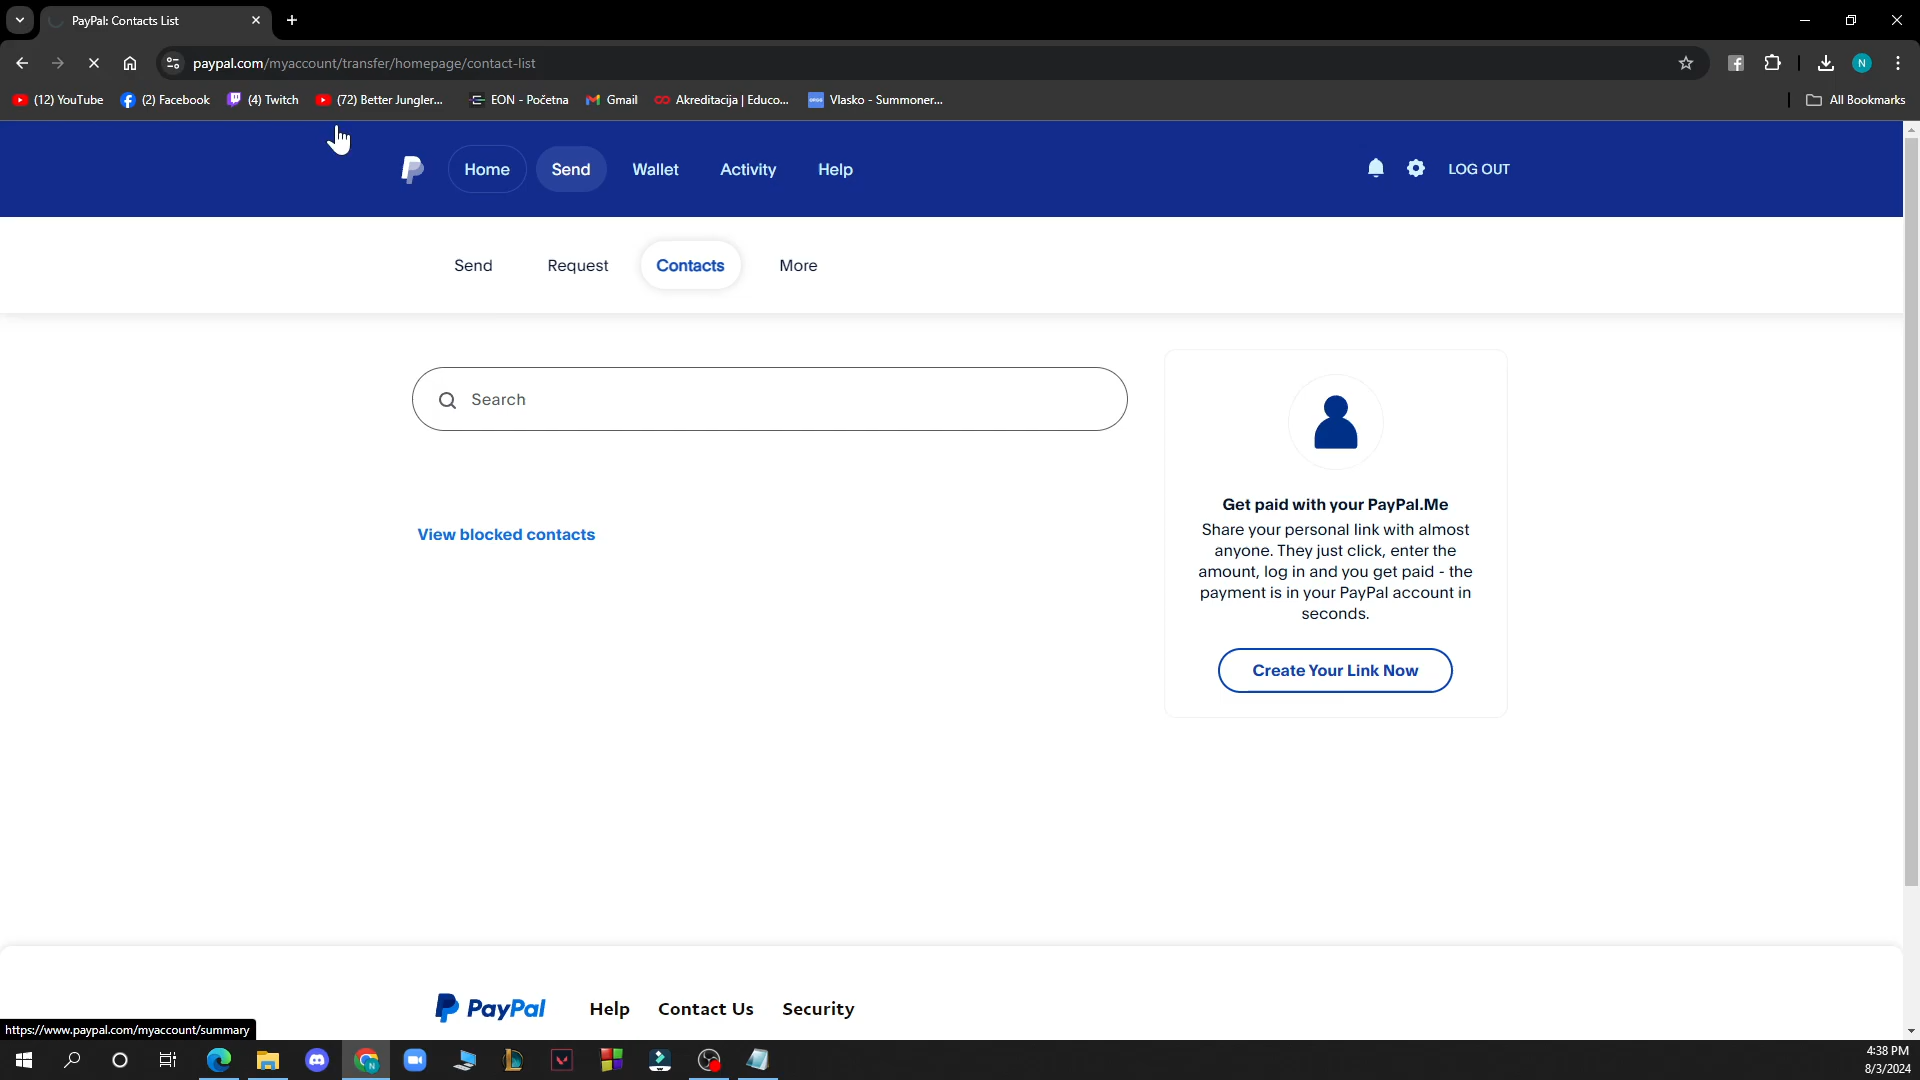 PayPal: Contacts List
paypal.com/myaccount/transfer/homepage/contact-list
N
(12) YouTube
(2) Facebook
(4) Twitch
(72) Better Jungler...
EON - Početna
Gmail
Akreditacija | Educo...
Vlasko - Summoner...
All Bookmarks
Home
Send
Wallet
Activity
Help
LOG OUT
Send
Request
Contacts
More
Search
View blocked contacts
Get paid with your PayPal.Me
Share your personal link with almost
anyone. They just click, enter the
amount, log in and you get paid - the
payment is in your PayPal account in
seconds.
Create Your Link Now
PayPal
Help
Contact Us
Security
https://www.paypal.com/myaccount/summary
4:38 PM
8/3/2024